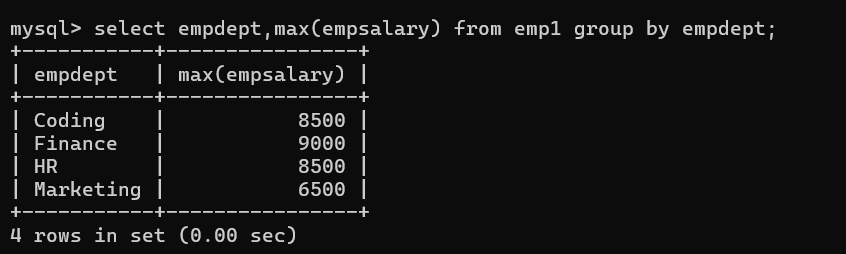 mysql> select empdept,max(empsalary) from emp1 group by empdept;
+-----------+----------------+
| empdept   | max(empsalary) |
+-----------+----------------+
| Coding    |           8500 |
| Finance   |           9000 |
| HR        |           8500 |
| Marketing |           6500 |
+-----------+----------------+
4 rows in set (0.00 sec)